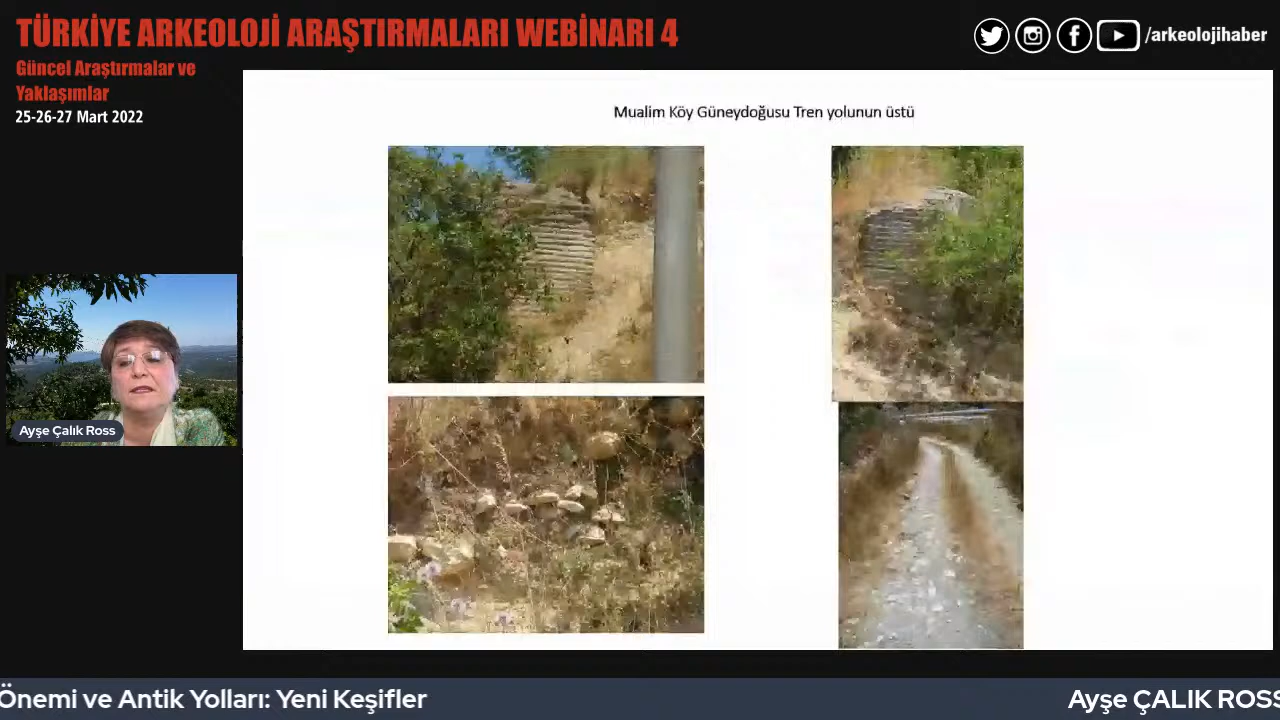 TÜRKİYE ARKEOLOJİ ARAŞTIRMALARI WEBİNARI 4
/arkeolojihaber
Güncel Araştırmalar ve
Yaklaşımlar
25-26-27 Mart 2022
Mualim Köy Güneydoğusu Tren yolunun üstü
Ayşe Çalık Ross
Önemi ve Antik Yolları: Yeni Keşifler
Ayşe ÇALIK ROSS